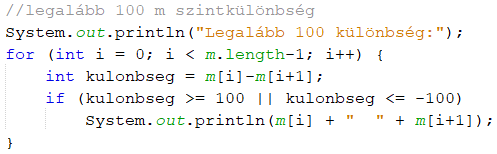 //legalább 100 m szintkülönbség
System.out.println("Legalább 100 különbség:");
for (int i = 0; i < m.length-1; i++) {
    int kulonbseg = m[i]-m[i+1];
    if (kulonbseg >= 100 || kulonbseg <= -100)
        System.out.println(m[i] + "  " + m[i+1]);
}